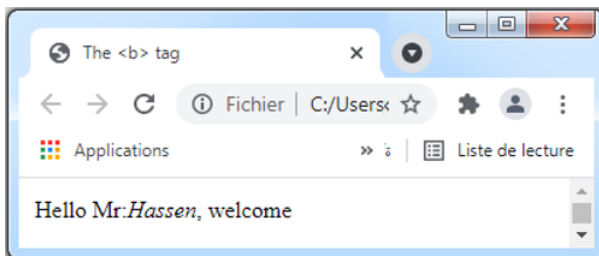 The <b> tag
Fichier C:/Users
Applications » Liste de lecture
Hello Mr:Hassen, welcome